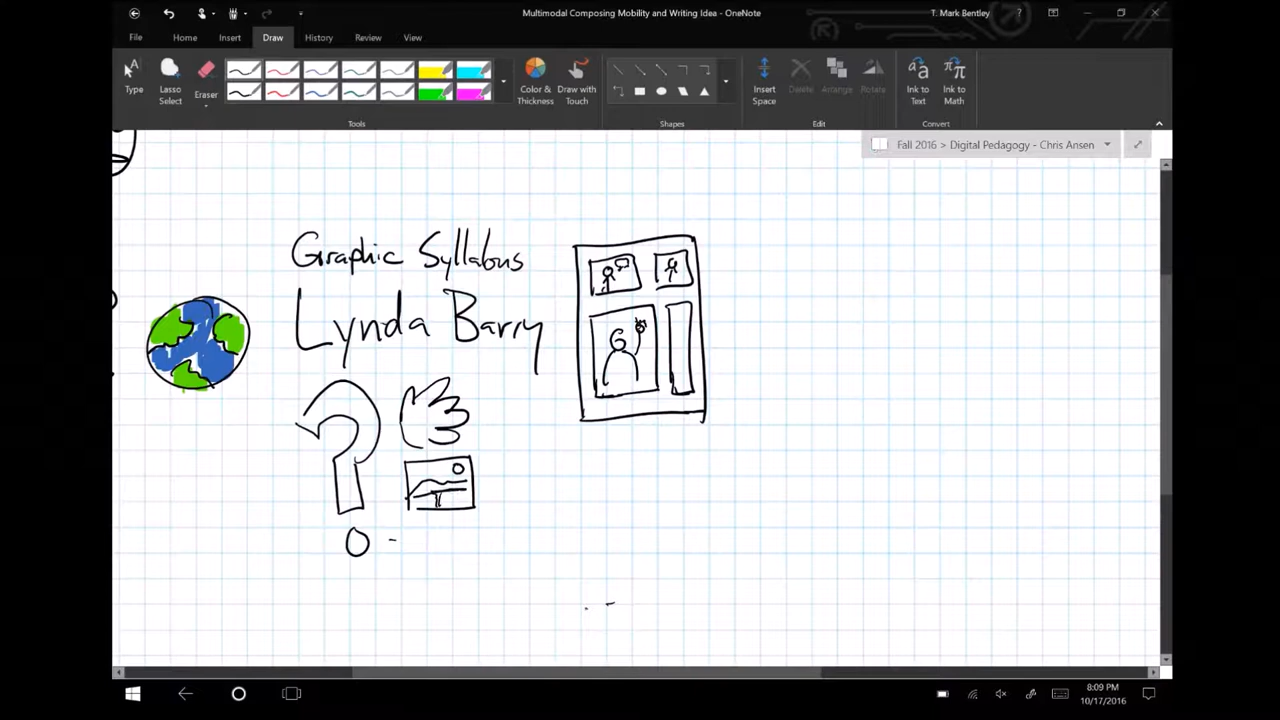 Multimodal Composing Mobility and Writing Idea - OneNote
T. Mark Bentley
?
File
Home
Insert
Draw
History
Review
View
Type
Lasso Select
Eraser
Color & Thickness
Draw with Touch
Insert Space
Delete
Arrange
Rotate
Ink to Text
Ink to Math
Tools
Shapes
Edit
Convert
Fall 2016 > Digital Pedagogy - Chris Ansen
Graphic Syllabus
Lynda Barry
8:09 PM
10/17/2016